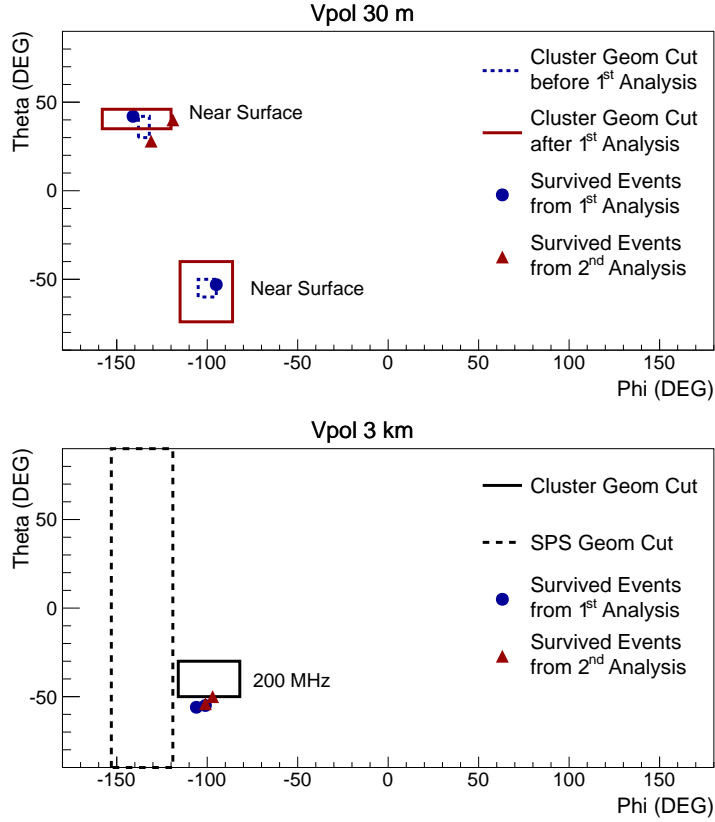 Vpol 30 m
Theta (DEG)
50
0
-50
-150
-100
-50
0
50
100
150
Phi (DEG)
Near Surface
Near Surface
Cluster Geom Cut
before 1st Analysis
Cluster Geom Cut
after 1st Analysis
Survived Events
from 1st Analysis
Survived Events
from 2nd Analysis
Vpol 3 km
Theta (DEG)
50
0
-50
-150
-100
-50
0
50
100
150
Phi (DEG)
200 MHz
Cluster Geom Cut
SPS Geom Cut
Survived Events
from 1st Analysis
Survived Events
from 2nd Analysis